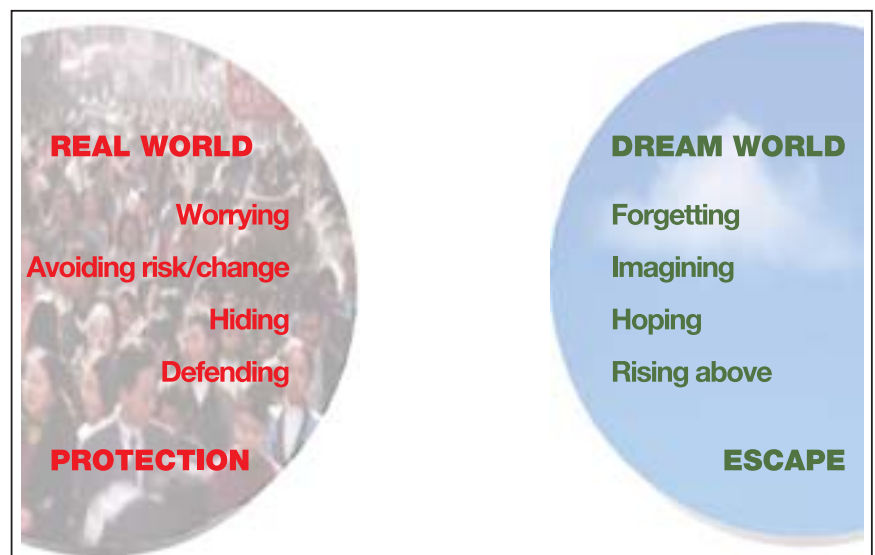 REAL WORLD
Worrying
Avoiding risk/change
Hiding
Defending
PROTECTION
DREAM WORLD
Forgetting
Imagining
Hoping
Rising above
ESCAPE